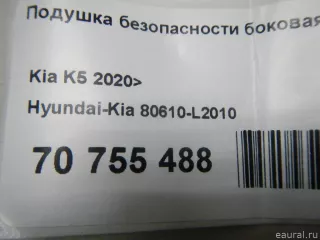 Подушка безопасности боковая
Kia K5 2020>
Hyundai-Kia 80610-L2010
70 755 488
eaural.ru